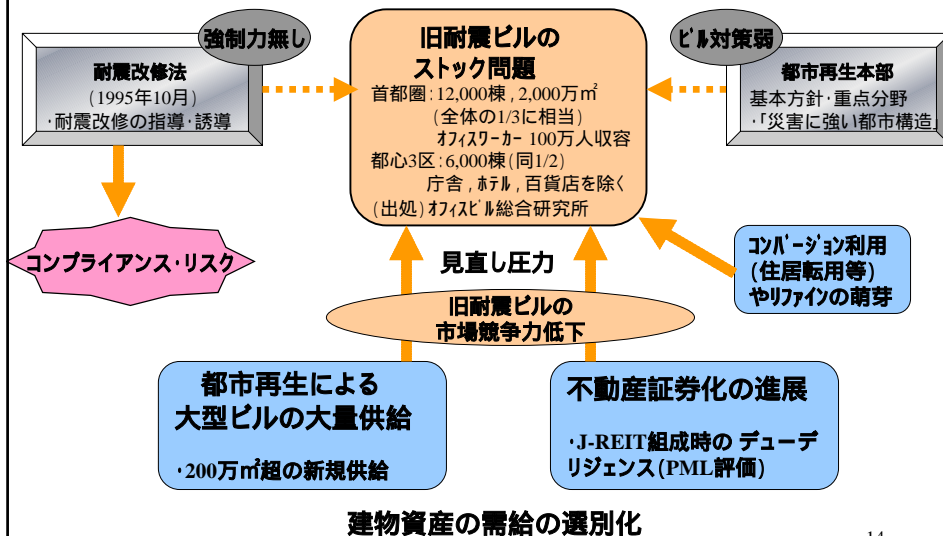 強制力無し
耐震改修法
(1995年10月)
・耐震改修の指導・誘導
旧耐震ビルの
ストック問題
首都圏:12,000棟,2,000万㎡
(全体の1/3に相当)
オフィスワーカー 100万人収容
都心3区:6,000棟(同1/2)
庁舎,ホテル,百貨店を除く
(出処)オフィスビル総合研究所
ビル対策弱
都市再生本部
基本方針・重点分野
・「災害に強い都市構造」
コンプライアンス・リスク
見直し圧力
コンバージョン利用
(住居転用等)
やリファインの萌芽
旧耐震ビルの
市場競争力低下
都市再生による
大型ビルの大量供給
・200万㎡超の新規供給
不動産証券化の進展
・J-REIT組成時の デューデ
リジェンス(PML評価)
建物資産の需給の選別化
14